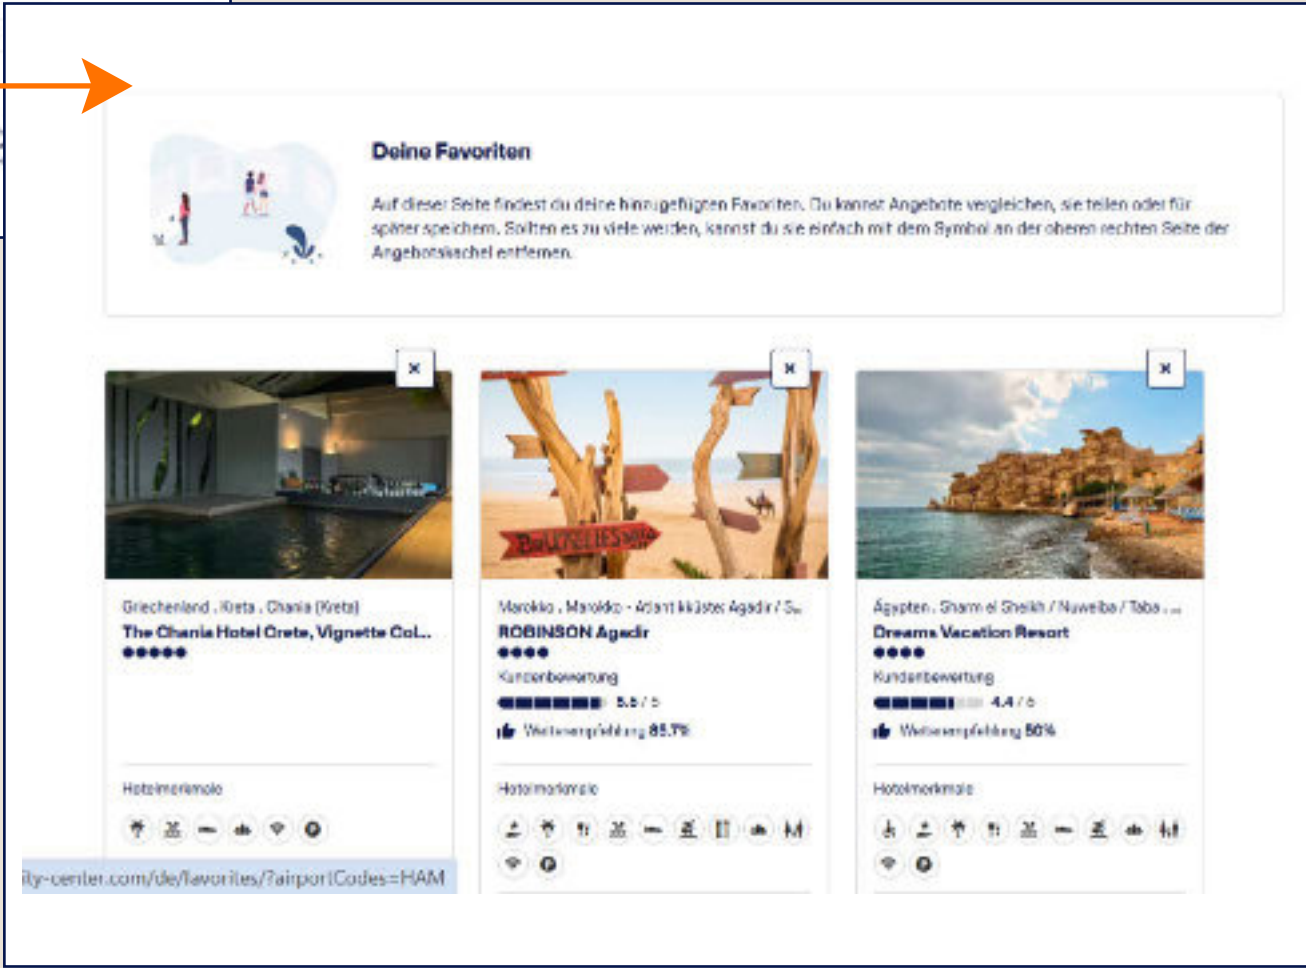 Deine Favoriten
Auf dieser Seite findest du deine hinzugefügten Favoriten. Du kannst Angebote vergleichen, sie teilen oder für
später speichern. Sollten es zu viele werden, kannst du sie einfach mit dem Symbol an der oberen rechten Seite der
Angebotskachel entfernen.
Griechenland . Kreta . Chania (Kreta)
The Chania Hotel Crete, Vignette Col...
Marokko . Marokko - Atlantikküste: Agadir / S...
ROBINSON Agadir
Kundenbewertung
/ 6
Weiterempfehlung 85.7%
Ägypten . Sharm el Sheikh / Nuweiba / Taba . ...
Dreams Vacation Resort
Kundenbewertung
4.4 / 6
Weiterempfehlung 50%
Hotelmerkmale
Hotelmerkmale
Hotelmerkmale
ity-center.com/de/favorites/?airportCodes=HAM